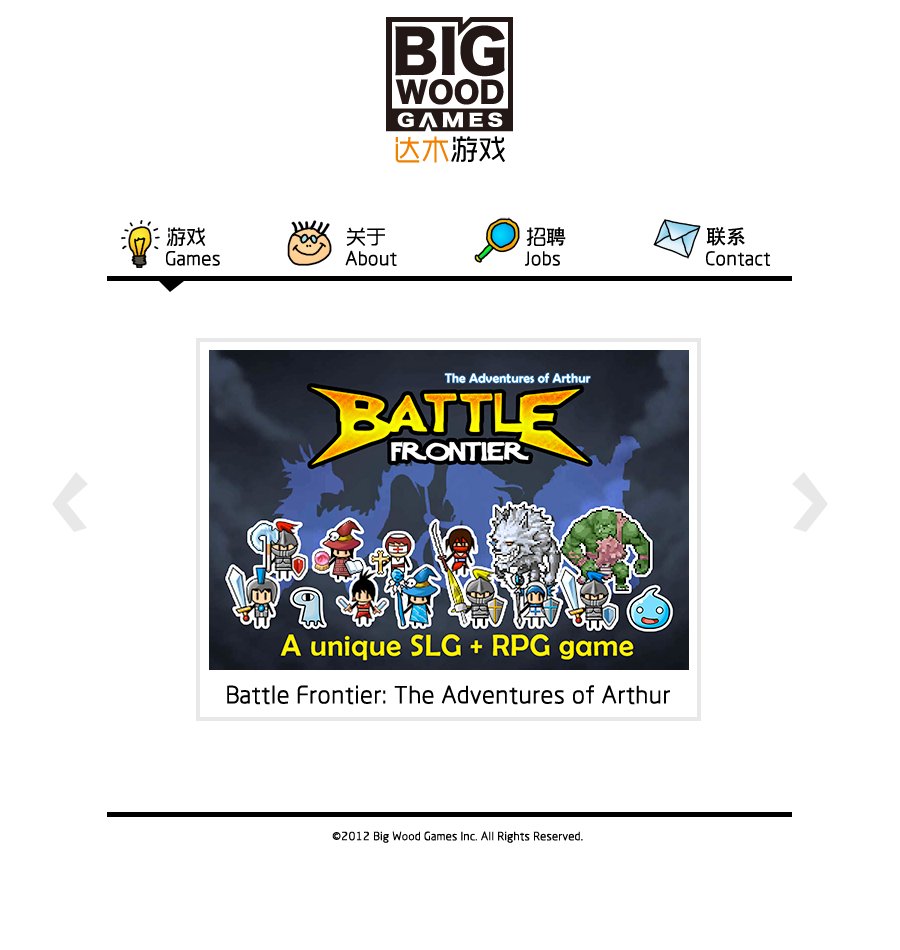 BIG
WOOD
GAMES
达木游戏
游戏
Games
关于
About
招聘
Jobs
联系
Contact
The Adventures of Arthur
BATTLE
FRONTIER
A unique SLG + RPG game
Battle Frontier: The Adventures of Arthur
©2012 Big Wood Games Inc. All Rights Reserved.